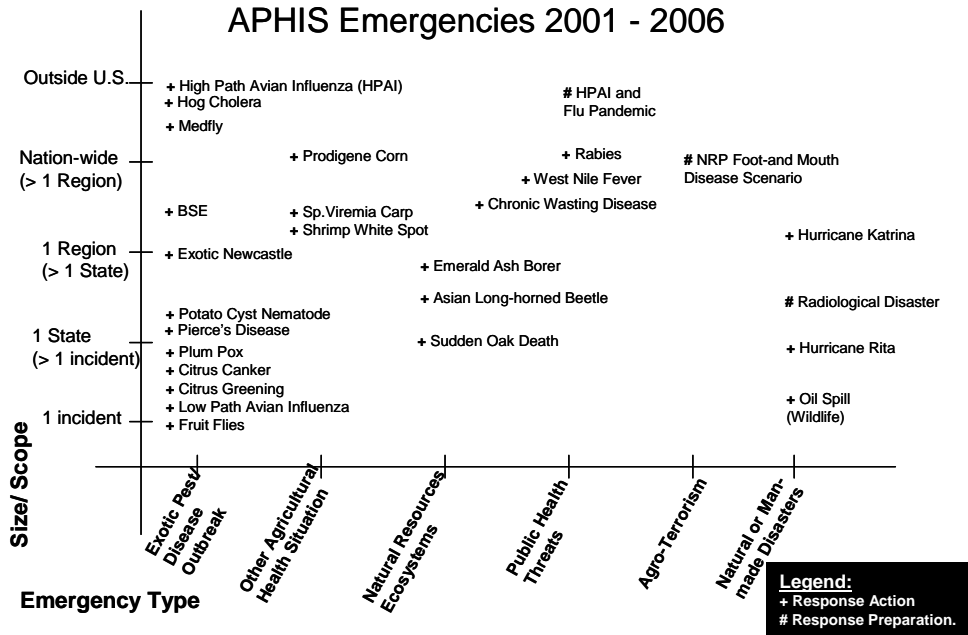 APHIS Emergencies 2001 - 2006
Outside U.S.
+ High Path Avian Influenza (HPAI)
+ Hog Cholera
+ Medfly
# HPAI and
Flu Pandemic
Nation-wide
(> 1 Region)
+ Prodigene Corn
+ Rabies
# NRP Foot-and Mouth
Disease Scenario
+ West Nile Fever
+ Chronic Wasting Disease
+ BSE
+ Sp.Viremia Carp
+ Shrimp White Spot
+ Hurricane Katrina
1 Region
(> 1 State)
+ Exotic Newcastle
+ Emerald Ash Borer
+ Asian Long-horned Beetle
# Radiological Disaster
+ Potato Cyst Nematode
+ Pierce's Disease
1 State
(> 1 incident)
+ Sudden Oak Death
+ Hurricane Rita
+ Plum Pox
+ Citrus Canker
+ Citrus Greening
+ Oil Spill
(Wildlife)
+ Low Path Avian Influenza
1 incident
+ Fruit Flies
Size/ Scope
Exotic Pest/
Disease
Outbreak
Other Agricultural
Health Situation
Natural Resources
Ecosystems
Public Health
Threats
Agro-Terrorism
Natural or Man-
made Disasters
Emergency Type
Legend:
+ Response Action
# Response Preparation.